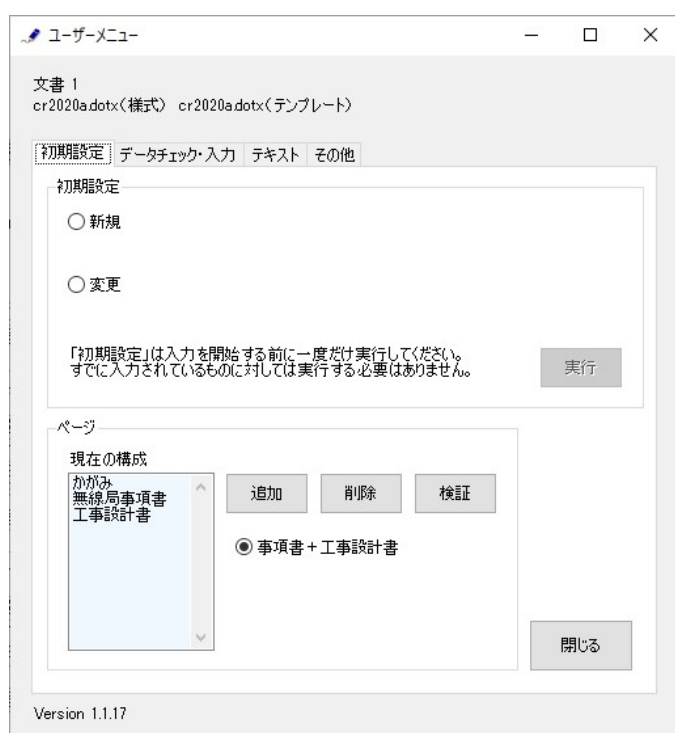 ユーザーメニュー
文書 1
cr2020a.dotx(様式) cr2020a.dotx(テンプレート)
初期設定 データチェック・入力 テキスト その他
初期設定
新規
変更
「初期設定」は入力を開始する前に一度だけ実行してください。
すでに入力されているものに対しては実行する必要はありません。
実行
ページ
現在の構成
かがみ
無線局事項書
工事設計書
追加 削除 検証
事項書+工事設計書
閉じる
Version 1.1.17